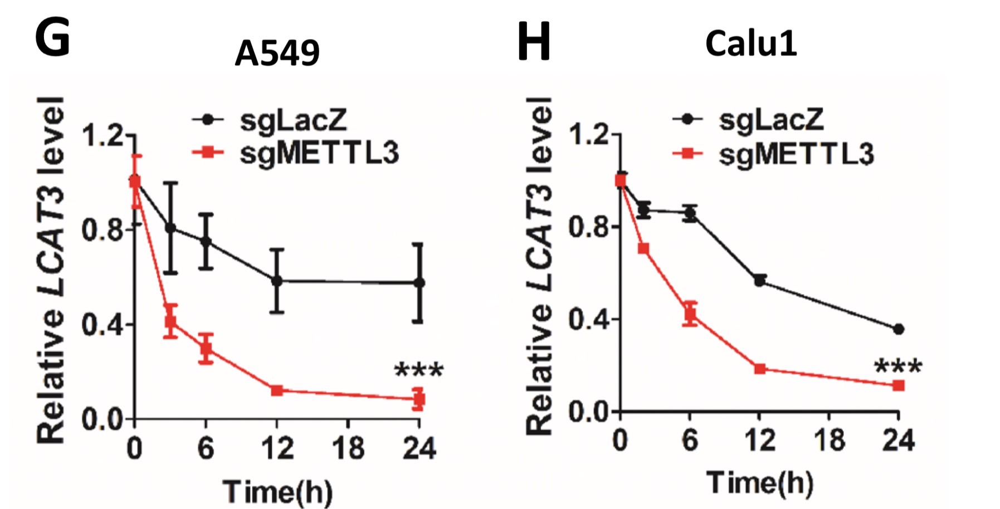 G
A549
Relative LCAT3 level
sgLacZ
sgMETTL3
1.2
0.8
0.4
0.0
0 6 12 18 24
Time(h)
***
H
Calu1
Relative LCAT3 level
sgLacZ
sgMETTL3
1.2
0.8
0.4
0.0
0 6 12 18 24
Time(h)
***